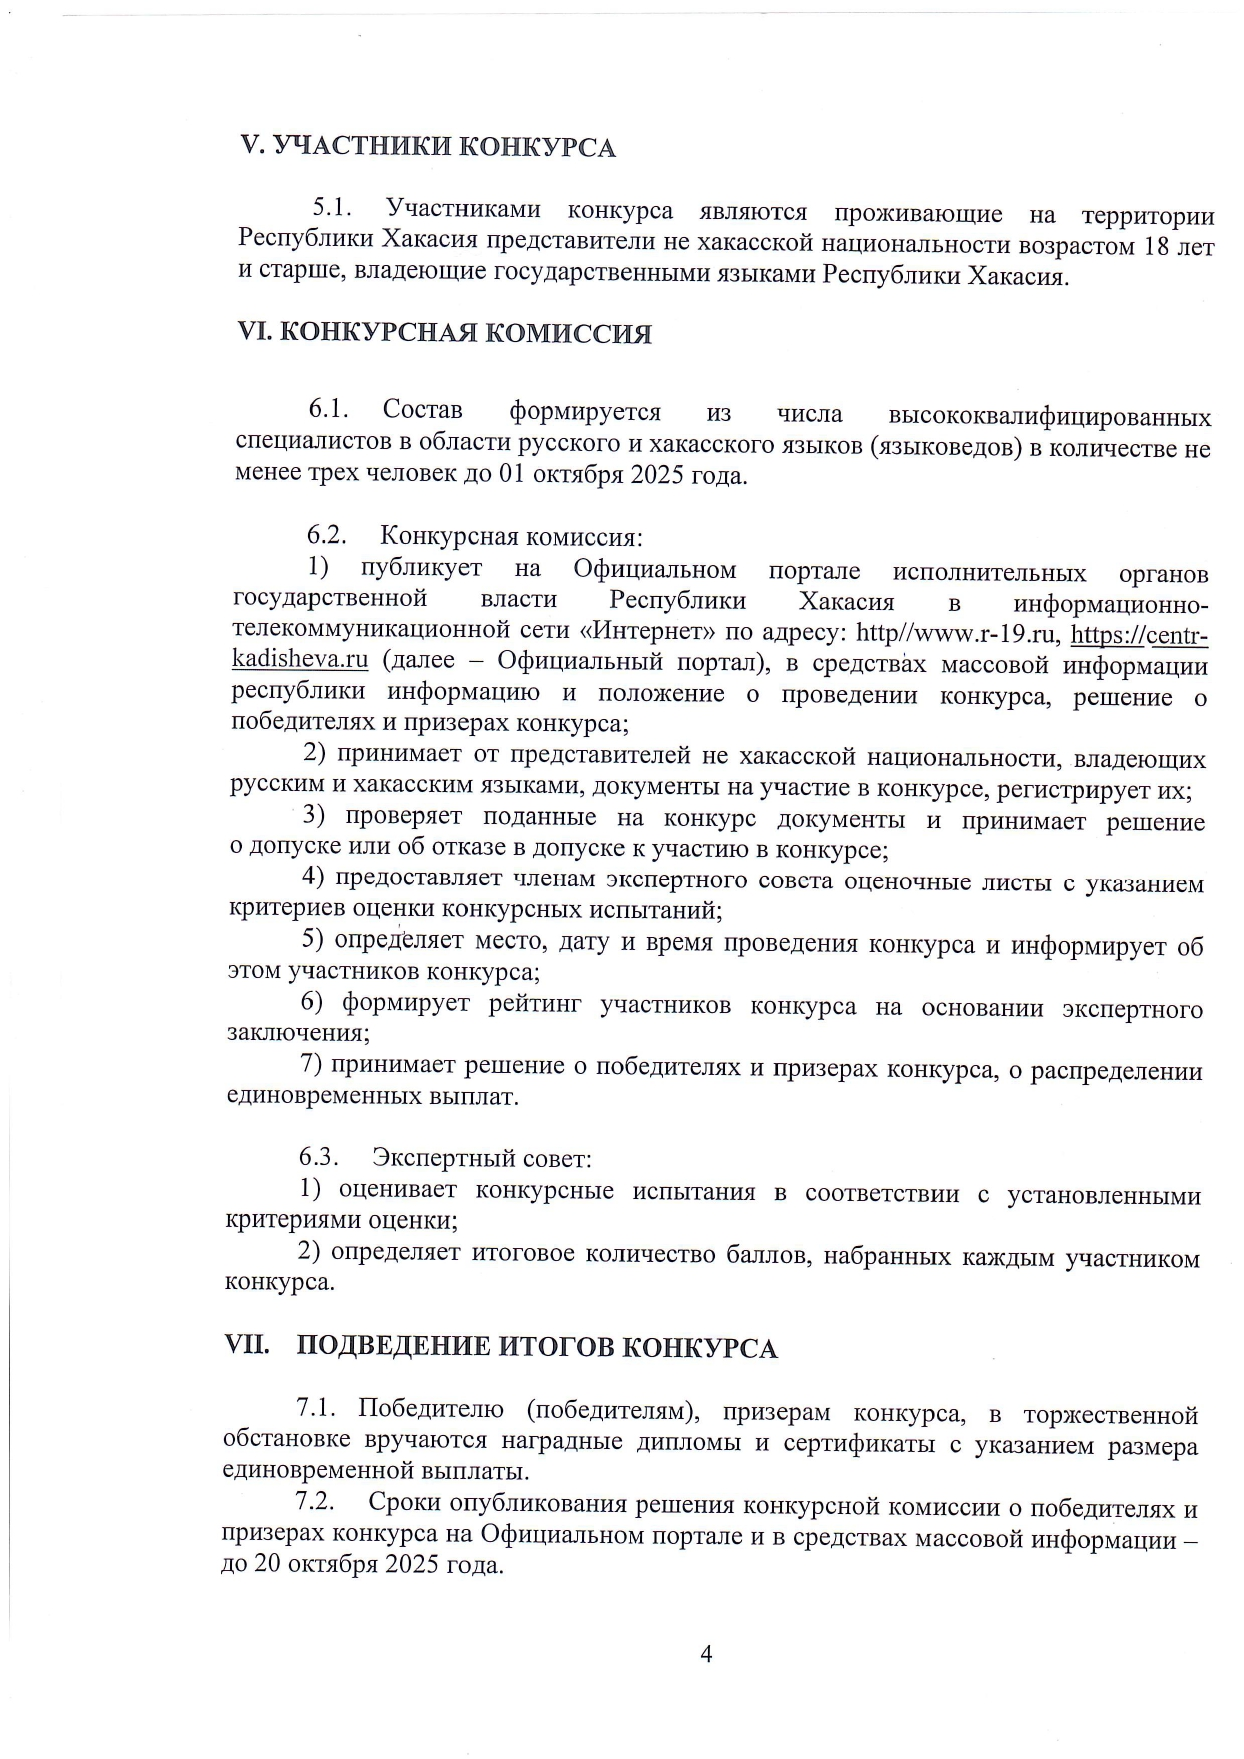 V. УЧАСТНИКИ КОНКУРСА
5.1. Участниками конкурса являются проживающие на территории
Республики Хакасия представители не хакасской национальности возрастом 18 лет
и старше, владеющие государственными языками Республики Хакасия.
VI. КОНКУРСНАЯ КОМИССИЯ
6.1. Состав формируется из числа высококвалифицированных
специалистов в области русского и хакасского языков (языковедов) в количестве не
менее трех человек до 01 октября 2025 года.
6.2. Конкурсная комиссия:
1) публикует на Официальном портале исполнительных органов
государственной власти Республики Хакасия в информационно-
телекоммуникационной сети «Интернет» по адресу: http//www.r-19.ru, https://centr-
kadisheva.ru (далее – Официальный портал), в средствах массовой информации
республики информацию и положение о проведении конкурса, решение о
победителях и призерах конкурса;
2) принимает от представителей не хакасской национальности, владеющих
русским и хакасским языками, документы на участие в конкурсе, регистрирует их;
3) проверяет поданные на конкурс документы и принимает решение
о допуске или об отказе в допуске к участию в конкурсе;
4) предоставляет членам экспертного совета оценочные листы с указанием
критериев оценки конкурсных испытаний;
5) определяет место, дату и время проведения конкурса и информирует об
этом участников конкурса;
6) формирует рейтинг участников конкурса на основании экспертного
заключения;
7) принимает решение о победителях и призерах конкурса, о распределении
единовременных выплат.
6.3. Экспертный совет:
1) оценивает конкурсные испытания в соответствии с установленными
критериями оценки;
2) определяет итоговое количество баллов, набранных каждым участником
конкурса.
VII. ПОДВЕДЕНИЕ ИТОГОВ КОНКУРСА
7.1. Победителю (победителям), призерам конкурса, в торжественной
обстановке вручаются наградные дипломы и сертификаты с указанием размера
единовременной выплаты.
7.2. Сроки опубликования решения конкурсной комиссии о победителях и
призерах конкурса на Официальном портале и в средствах массовой информации –
до 20 октября 2025 года.
4